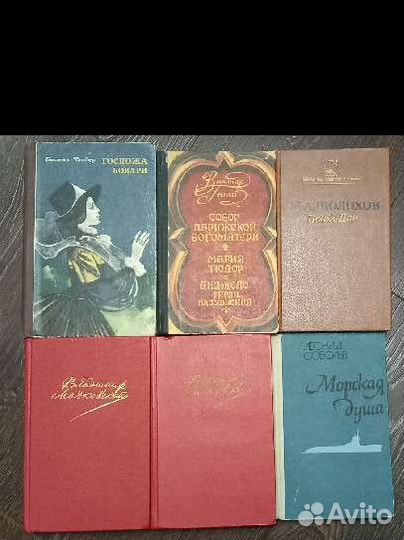 Гюстав Флобер
ГОСПОЖА
БОВАРИ
Виктор
Гюго
СОБОР
ПАРИЖСКОЙ
БОГОМАТЕРИ
МАРИЯ
ТЮДОР
АНДЖЕЛО
ТИРАН
ПАДУАНСКИЙ
М.А.ШОЛОХОВ
Тихий Дон
Владимир
Маяковский
ЛЕОНИД
СОБОЛЕВ
Морская
душа
Avito